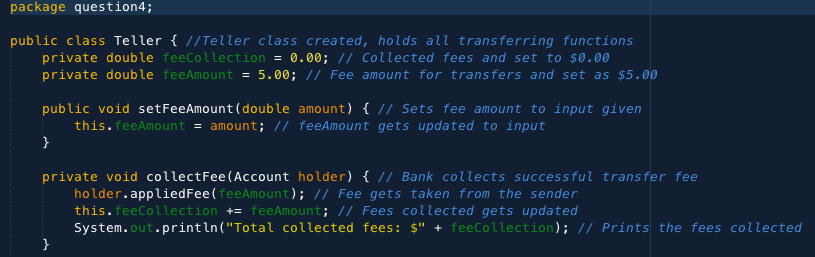 package question4;
public class Teller { //Teller class created, holds all transferring functions
private double feeCollection = 0.00; // Collected fees and set to $0.00
private double feeAmount = 5.00; // Fee amount for transfers and set as $5.00
public void setFeeAmount(double amount) { // Sets fee amount to input given
this.feeAmount = amount; // feeAmount gets updated to input
}
private void collectFee(Account holder) { // Bank collects successful transfer fee
holder.appliedFee(feeAmount); // Fee gets taken from the sender
this.feeCollection += feeAmount; // Fees collected gets updated
System.out.println("Total collected fees: $" + feeCollection); // Prints the fees collected
}